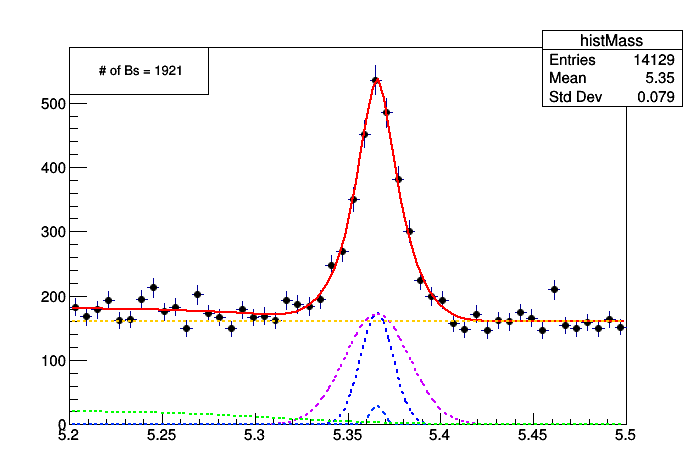 histMass
Entries 14129
Mean 5.35
Std Dev 0.079
# of Bs = 1921
500
400
300
200
100
0
5.2 5.25 5.3 5.35 5.4 5.45 5.5